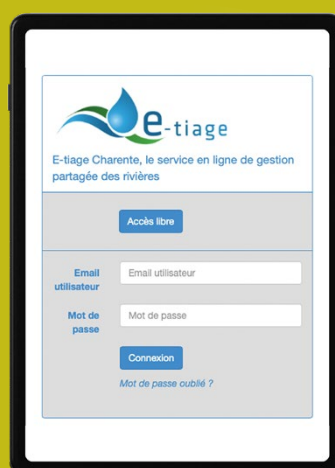 e-tiage
E-tiage Charente, le service en ligne de gestion
partagée des rivières
Accès libre
Email
utilisateur
Email utilisateur
Mot de
passe
Mot de passe
Connexion
Mot de passe oublié ?